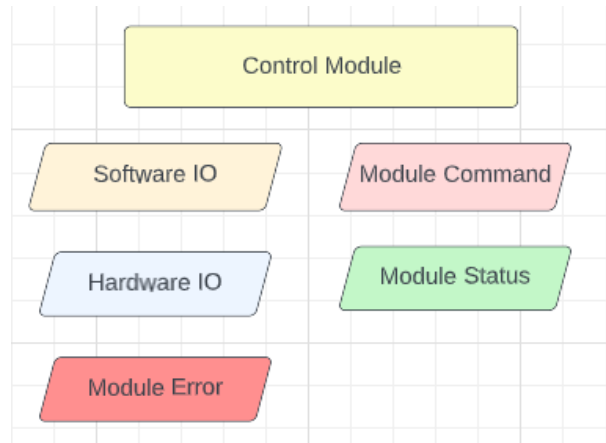 Control Module
Software IO
Module Command
Hardware IO
Module Status
Module Error